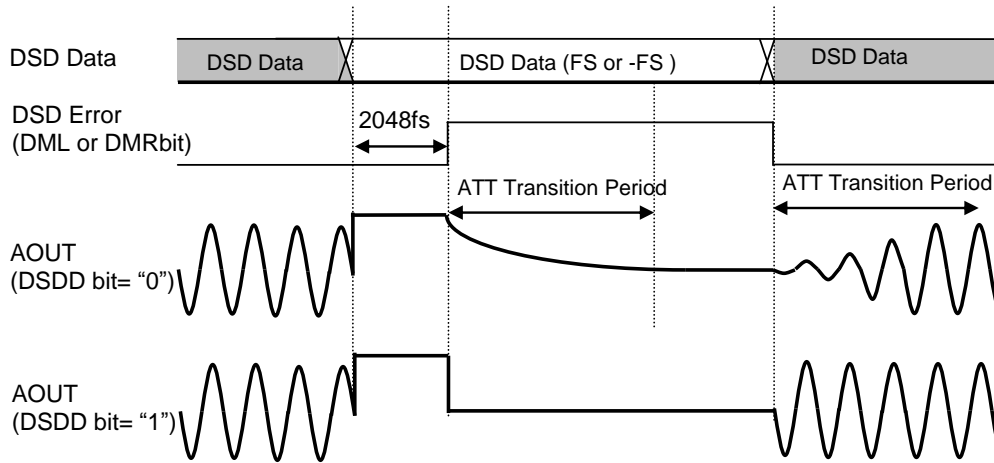 DSD Data
DSD Data
DSD Data (FS or -FS )
DSD Data
DSD Error
(DML or DMRbit)
2048fs
ATT Transition Period
ATT Transition Period
AOUT
(DSDD bit= “0”)
AOUT
(DSDD bit= “1”)